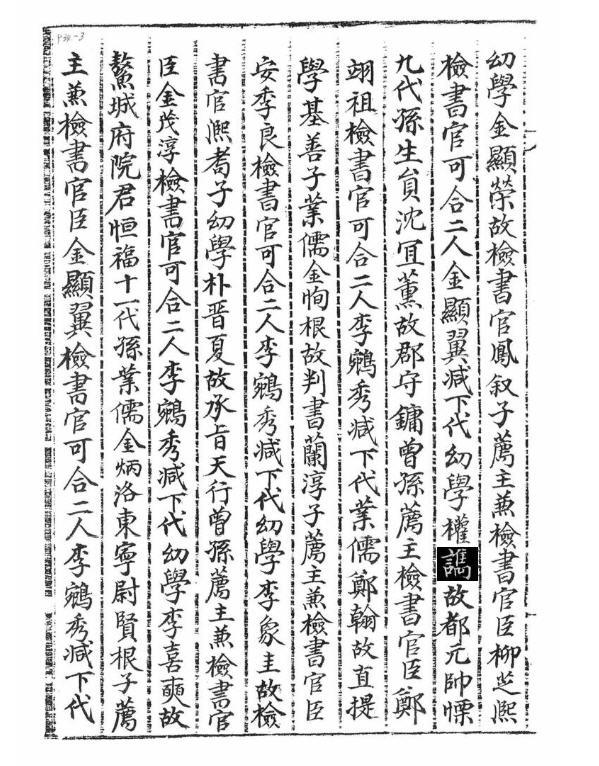 幼學金顯榮故檢書官鳳叙子薦主兼檢書官臣柳芝熙
檢書官可合二人金顯翼减下代幼學權譌故都元帥慄
九代孫生貟沈冝薰故郡守鏞曾孫薦主檢書官臣鄭
翊祖檢書官可合二人李鵷秀减下代業儒鄭翰故直提
學基善子業儒金恂根故判書蘭淳子薦主兼檢書官臣
安季良檢書官可合二人李鵷秀减下代幼學李象主故檢
書官熈耈子幼學朴晋夏故承旨天行曾孫薦主兼檢書官
臣金茂淳檢書官可合二人李鵷秀减下代幼學李喜奭故
鰲城府院君恒福十一代孫業儒金炳洛東寧尉賢根子薦
主兼檢書官臣金顯翼檢書官可合二人李鵷秀减下代